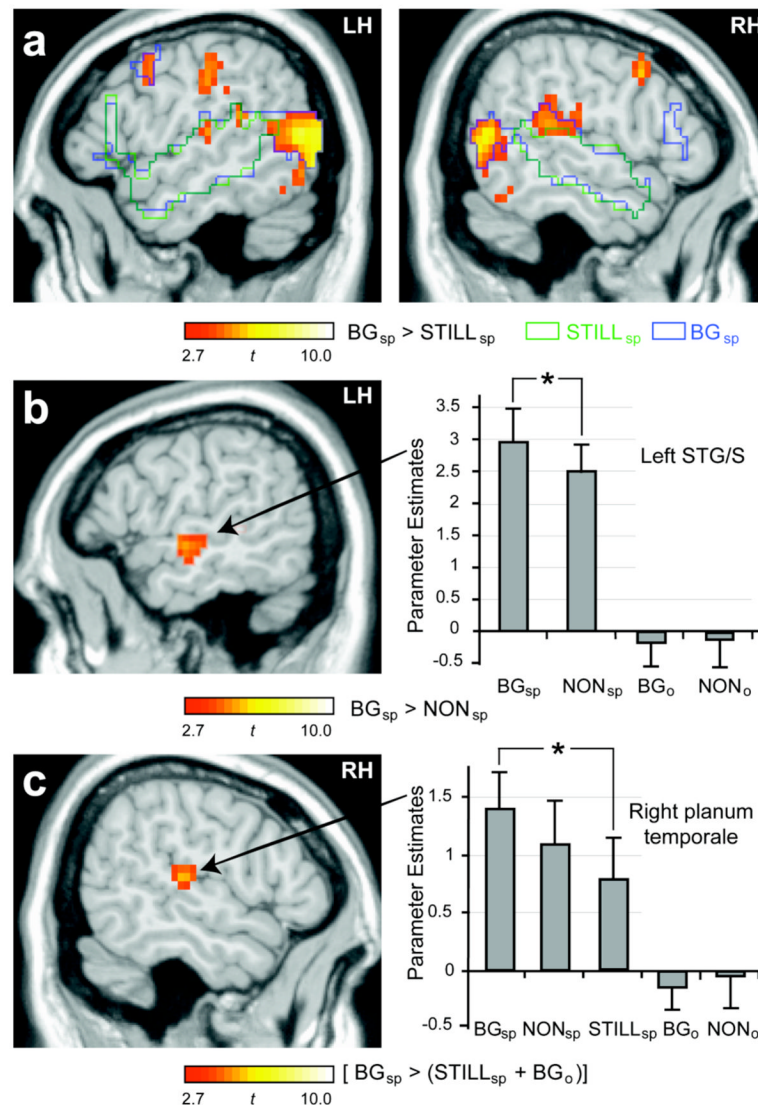 a
LH
RH
2.7 t 10.0
BGsp > STILLsp
STILLsp
BGsp
b
LH
*
Left STG/S
Parameter Estimates
3.5
3
2.5
2
1.5
1
0.5
0
-0.5
BGsp NONsp BGo NONo
2.7 t 10.0
BGsp > NONsp
c
RH
*
Right planum
temporale
Parameter Estimates
1.5
1
0.5
0
-0.5
BGsp NONsp STILLsp BGo NONo
2.7 t 10.0
[ BGsp > (STILLsp + BGo)]